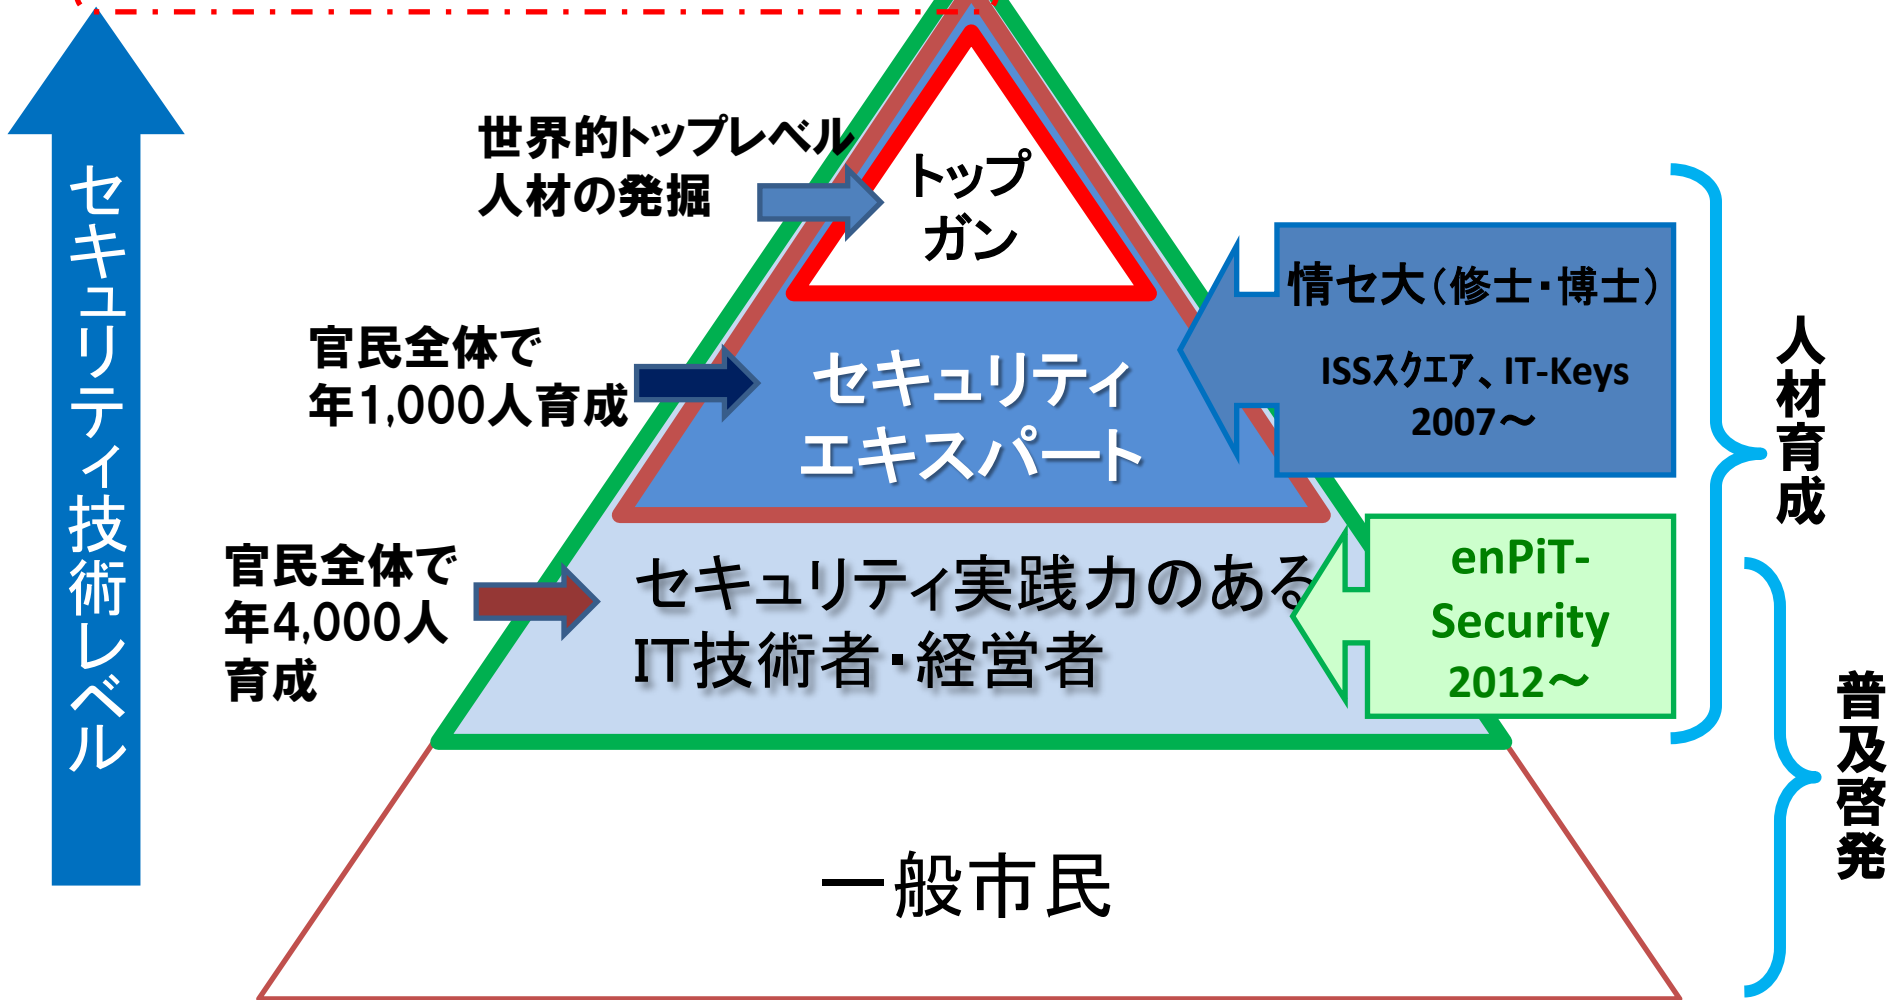 セキュリティ技術レベル
世界的トップレベル
人材の発掘
トップ
ガン
情セ大（修士・博士）
ISSスクエア、IT-Keys
2007～
官民全体で
年1,000人育成
セキュリティ
エキスパート
人材育成
官民全体で
年4,000人
育成
セキュリティ実践力のある
IT技術者・経営者
enPiT-
Security
2012～
普及啓発
一般市民